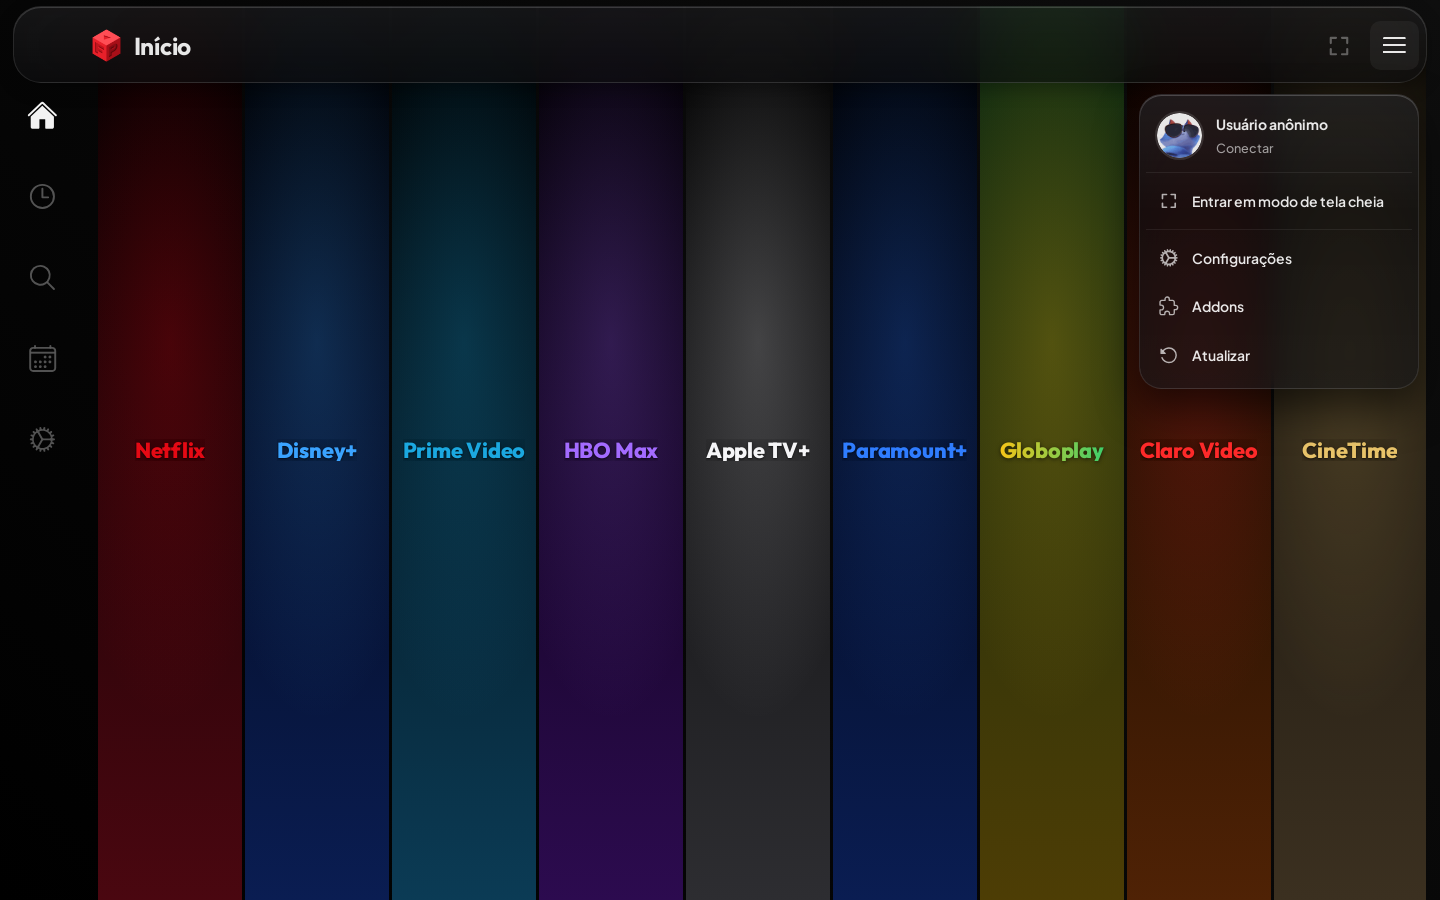 Início
Usuário anônimo
Conectar
Entrar em modo de tela cheia
Configurações
Addons
Atualizar
Netflix
Disney+
Prime Video
HBO Max
Apple TV+
Paramount+
Globoplay
Claro Video
CineTime